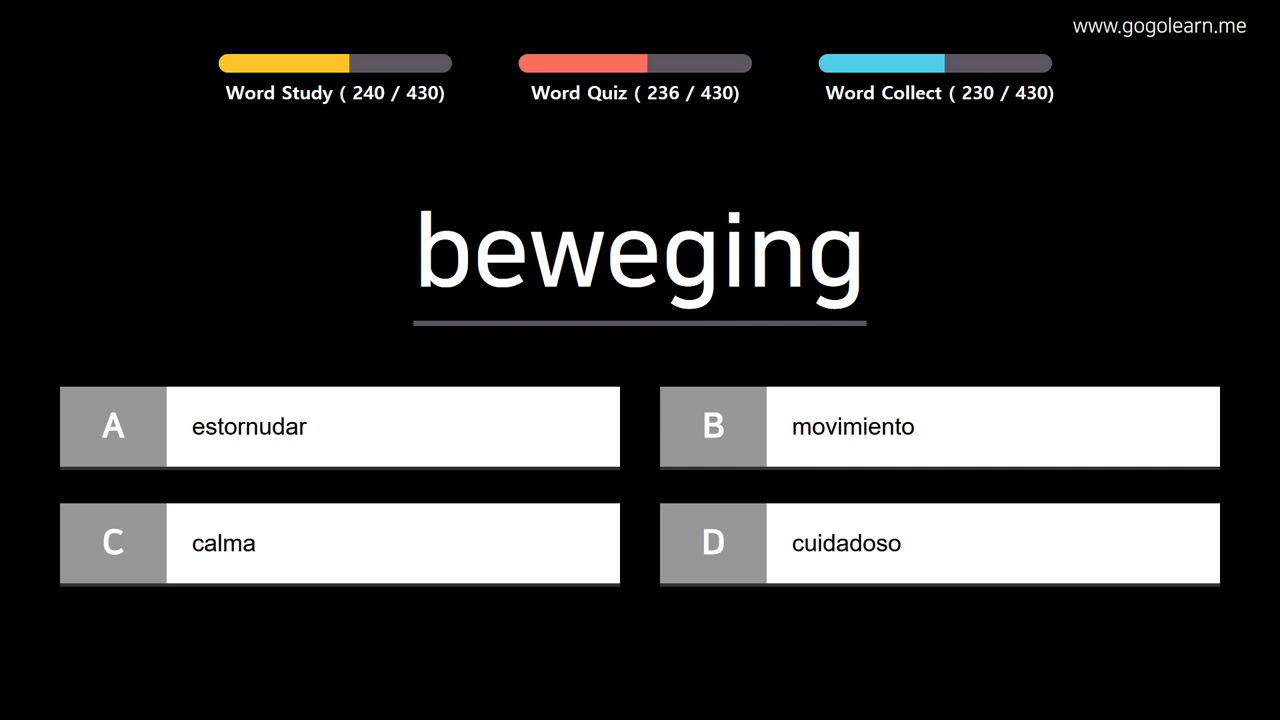 www.gogolearn.me
Word Study ( 240 / 430)
Word Quiz ( 236 / 430)
Word Collect ( 230 / 430)
beweging
A estornudar
B movimiento
C calma
D cuidadoso